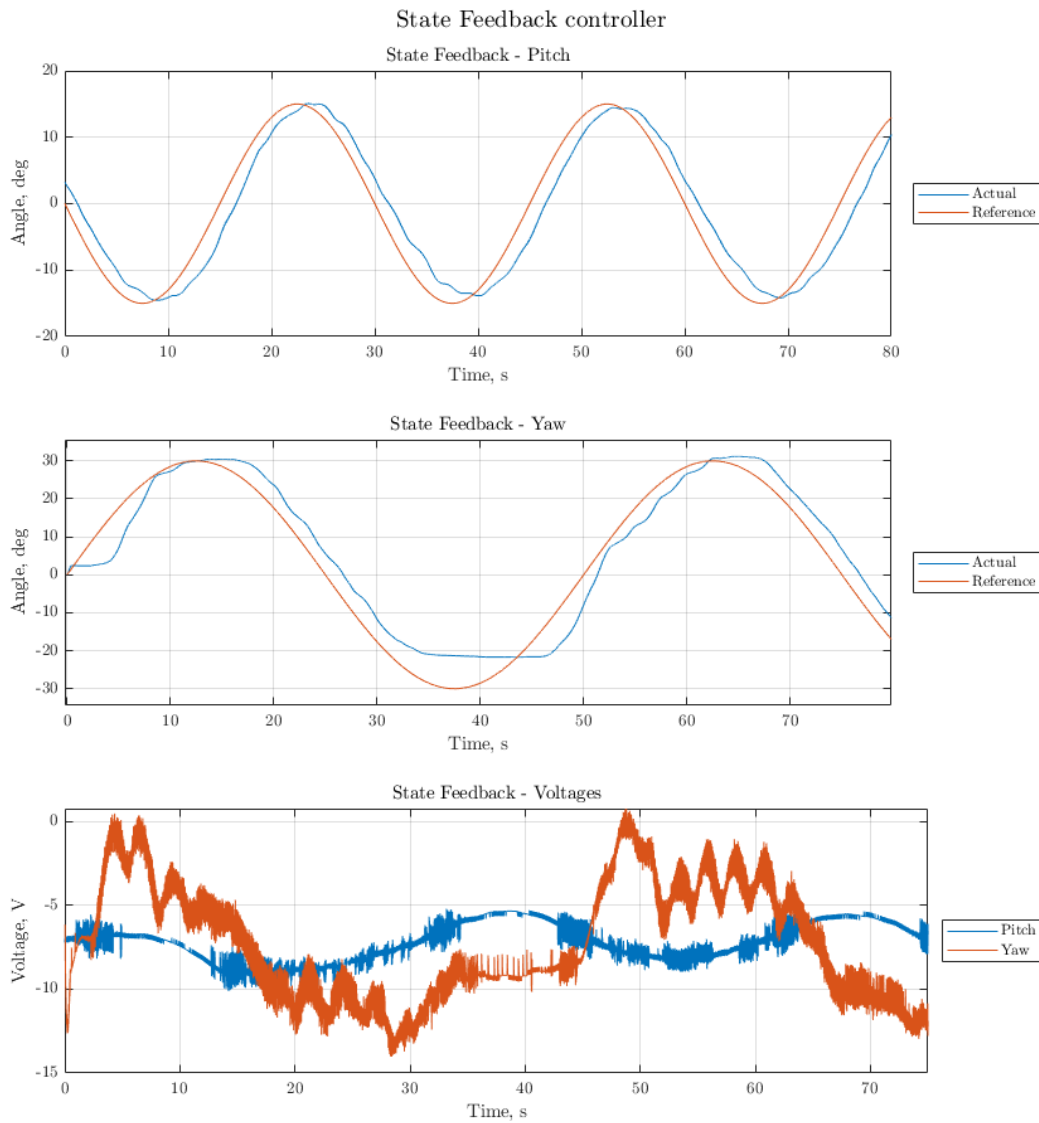 State Feedback controller
State Feedback - Pitch
20
10
0
-10
-20
Angle, deg
0 10 20 30 40 50 60 70 80
Time, s
Actual
Reference
State Feedback - Yaw
30
20
10
0
-10
-20
-30
Angle, deg
0 10 20 30 40 50 60 70
Time, s
Actual
Reference
State Feedback - Voltages
0
-5
-10
-15
Voltage, V
0 10 20 30 40 50 60 70
Time, s
Pitch
Yaw